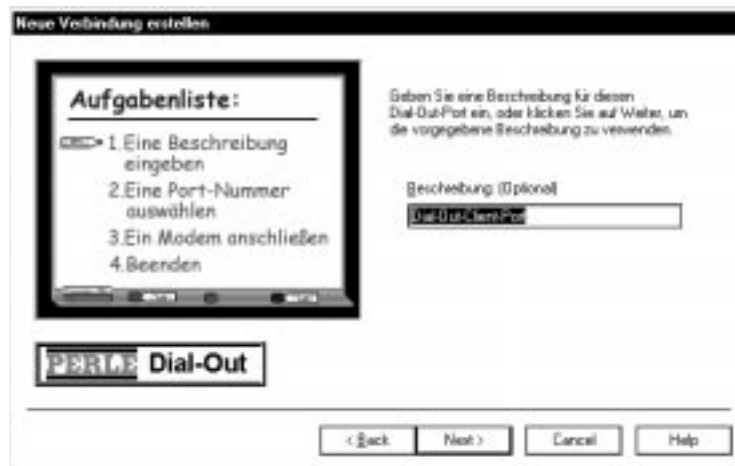 Neue Verbindung erstellen
Aufgabenliste:
1. Eine Beschreibung
eingeben
2. Eine Port-Nummer
auswählen
3. Ein Modem anschließen
4. Beenden
Geben Sie eine Beschreibung für diesen
Dial-Out-Port ein, oder klicken Sie auf Weiter, um
die vorgegebene Beschreibung zu verwenden.
Beschreibung: (Optional)
Dial-Out-Client-Port
PERLE Dial-Out
< Back
Next >
Cancel
Help